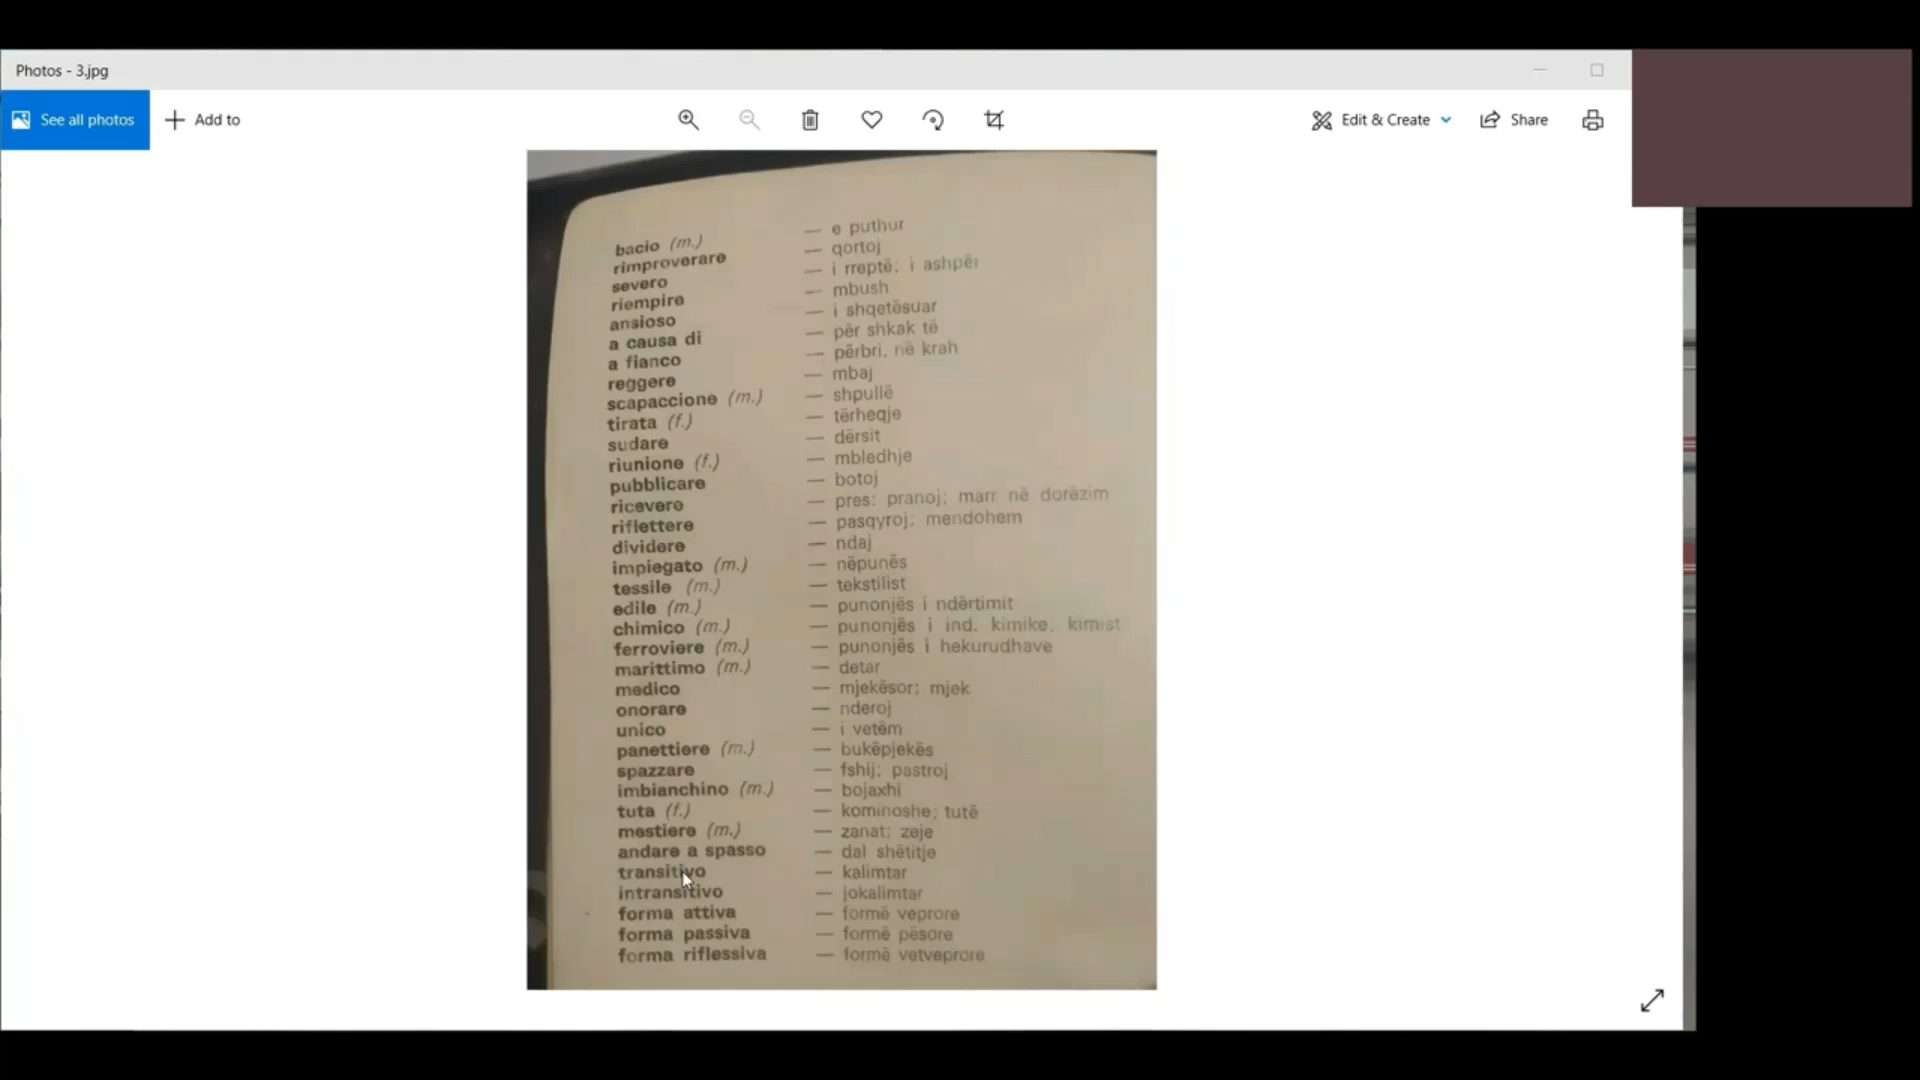 Photos - 3.jpg
See all photos
Add to
Edit & Create
Share
bacio (m.) — e puthur
rimproverare — qortoj
severo — i rreptë; i ashpër
riempire — mbush
ansioso — i shqetësuar
a causa di — për shkak të
a fianco — përbri, në krah
reggere — mbaj
scapaccione (m.) — shpullë
tirata (f.) — tërheqje
sudare — dërsit
riunione (f.) — mbledhje
pubblicare — botoj
ricevere — pres; pranoj; marr në dorëzim
riflettere — pasqyroj; mendohem
dividere — ndaj
impiegato (m.) — nëpunës
tessile (m.) — tekstilist
edile (m.) — punonjës i ndërtimit
chimico (m.) — punonjës i ind. kimike, kimist
ferroviere (m.) — punonjës i hekurudhave
marittimo (m.) — detar
medico — mjekësor; mjek
onorare — nderoj
unico — i vetëm
panettiere (m.) — bukëpjekës
spazzare — fshij; pastroj
imbianchino (m.) — bojaxhi
tuta (f.) — kominoshe; tutë
mestiere (m.) — zanat; zeje
andare a spasso — dal shëtitje
transitivo — kalimtar
intransitivo — jokalimtar
forma attiva — formë veprore
forma passiva — formë pësore
forma riflessiva — formë vetveprore